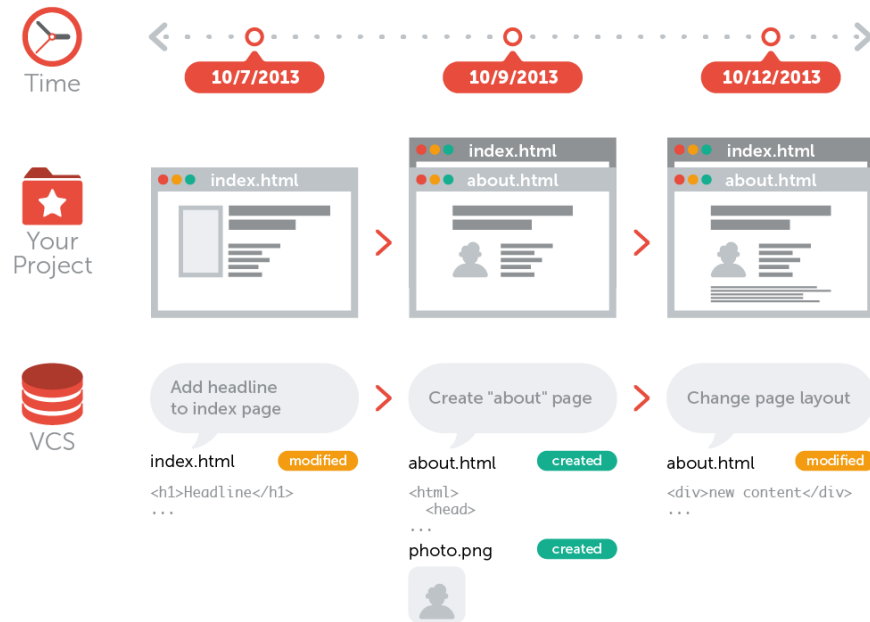 Time
10/7/2013
10/9/2013
10/12/2013
Your
Project
index.html
index.html
about.html
index.html
about.html
VCS
Add headline
to index page
Create "about" page
Change page layout
index.html
modified
<h1>Headline</h1>
...
about.html
created
<html>
<head>
...
photo.png
created
about.html
modified
<div>new content</div>
...